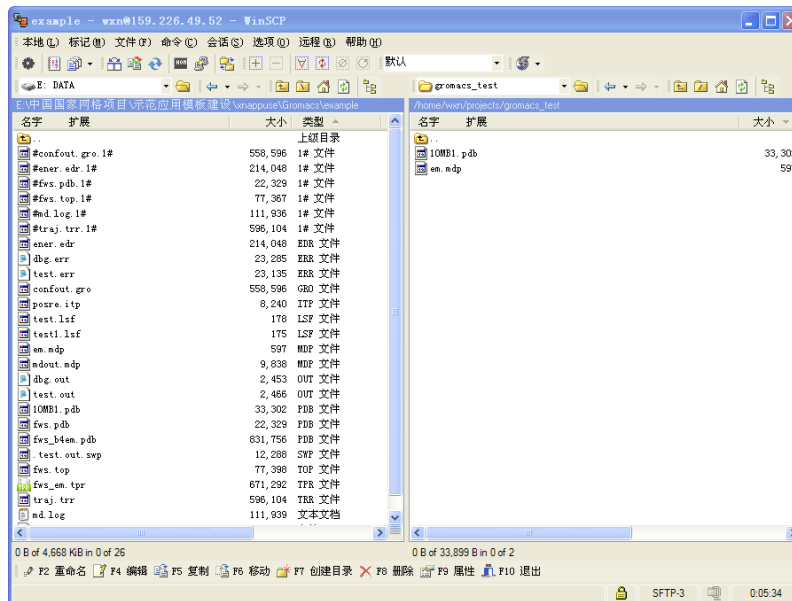 example - wxn@159.226.49.52 - WinSCP
本地(L) 标记(M) 文件(F) 命令(C) 会话(S) 选项(O) 远程(R) 帮助(H)
默认
E: DATA
gromacs_test
E:\中国国家网格项目\示范应用模板建设\xnappuse\Gromacs\example
/home/wxn/projects/gromacs_test
名字 扩展 大小 类型
名字 扩展 大小
.. 上级目录
..
#confout.gro.1# 558,596 1# 文件
10MB1.pdb 33,30
#ener.edr.1# 214,048 1# 文件
em.mdp 59
#fws.pdb.1# 22,329 1# 文件
#fws.top.1# 77,367 1# 文件
#md.log.1# 111,936 1# 文件
#traj.trr.1# 596,104 1# 文件
ener.edr 214,048 EDR 文件
dbg.err 23,285 ERR 文件
test.err 23,135 ERR 文件
confout.gro 558,596 GRO 文件
posre.itp 8,240 ITP 文件
test.lsf 178 LSF 文件
test1.lsf 175 LSF 文件
em.mdp 597 MDP 文件
mdout.mdp 9,838 MDP 文件
dbg.out 2,453 OUT 文件
test.out 2,466 OUT 文件
10MB1.pdb 33,302 PDB 文件
fws.pdb 22,329 PDB 文件
fws_b4em.pdb 831,756 PDB 文件
.test.out.swp 12,288 SWP 文件
fws.top 77,398 TOP 文件
fws_em.tpr 671,292 TPR 文件
traj.trr 596,104 TRR 文件
md.log 111,939 文本文档
0 B of 4,668 KiB in 0 of 26
0 B of 33,899 B in 0 of 2
F2 重命名 F4 编辑 F5 复制 F6 移动 F7 创建目录 F8 删除 F9 属性 F10 退出
SFTP-3 0:05:34